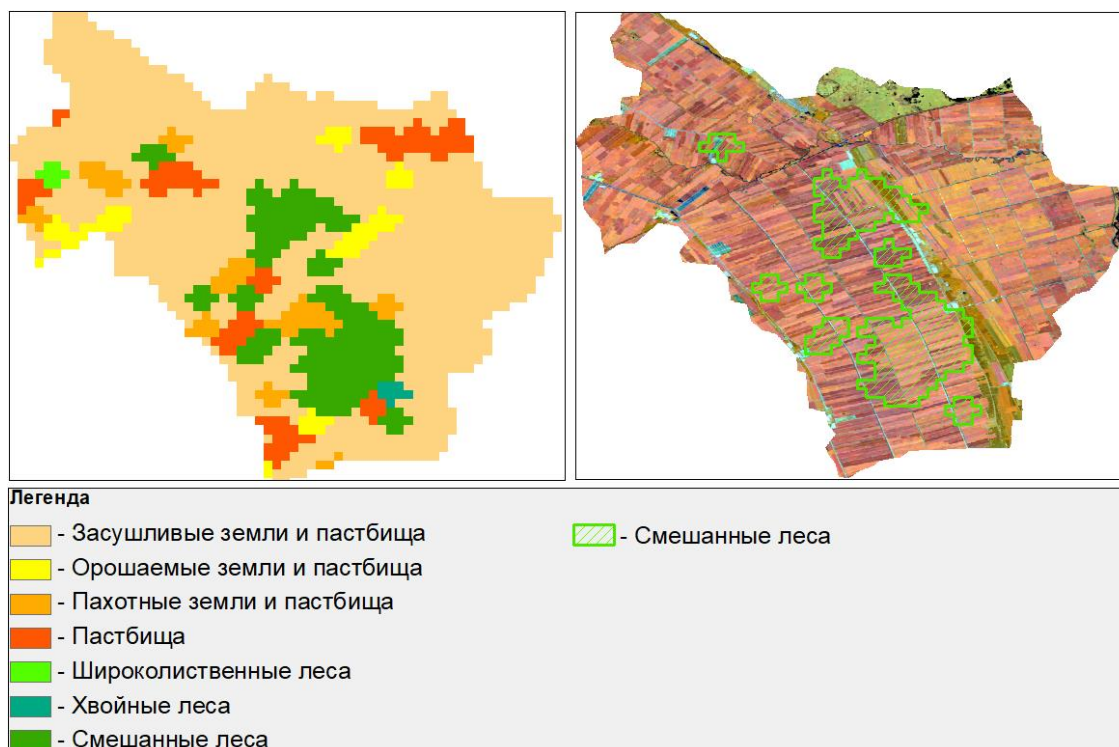 Легенда
- Засушливые земли и пастбища
- Орошаемые земли и пастбища
- Пахотные земли и пастбища
- Пастбища
- Широколиственные леса
- Хвойные леса
- Смешанные леса
- Смешанные леса